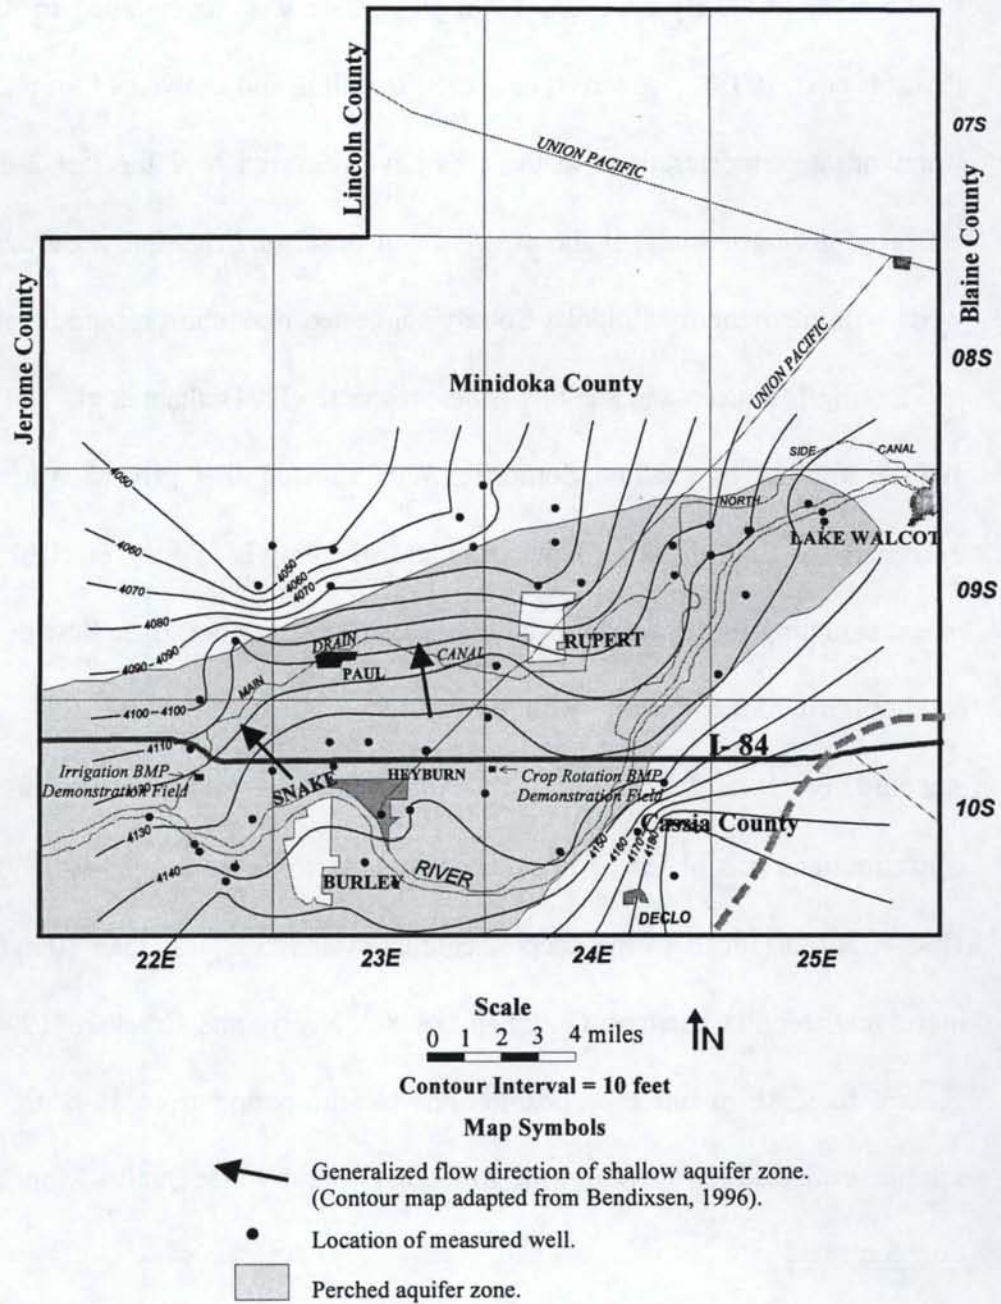 Lincoln County
07S
UNION PACIFIC
Blaine County
Jerome County
08S
UNION PACIFIC
Minidoka County
SIDE CANAL
NORTH
LAKE WALCOT
4050
4060
4050
4060
4070
4070
4080
09S
4090
4090
DRAIN
CANAL
RUPERT
PAUL
MAIN
4100
4100
4110
I-84
Irrigation BMP
Demonstration Field
SNAKE
HEYBURN
Crop Rotation BMP
Demonstration Field
10S
4130
Cassia County
4150
4160
4170
4180
4140
RIVER
BURLEY
DECLO
22E
23E
24E
25E
Scale
0 1 2 3 4 miles
N
Contour Interval = 10 feet
Map Symbols
Generalized flow direction of shallow aquifer zone.
(Contour map adapted from Bendixsen, 1996).
Location of measured well.
Perched aquifer zone.